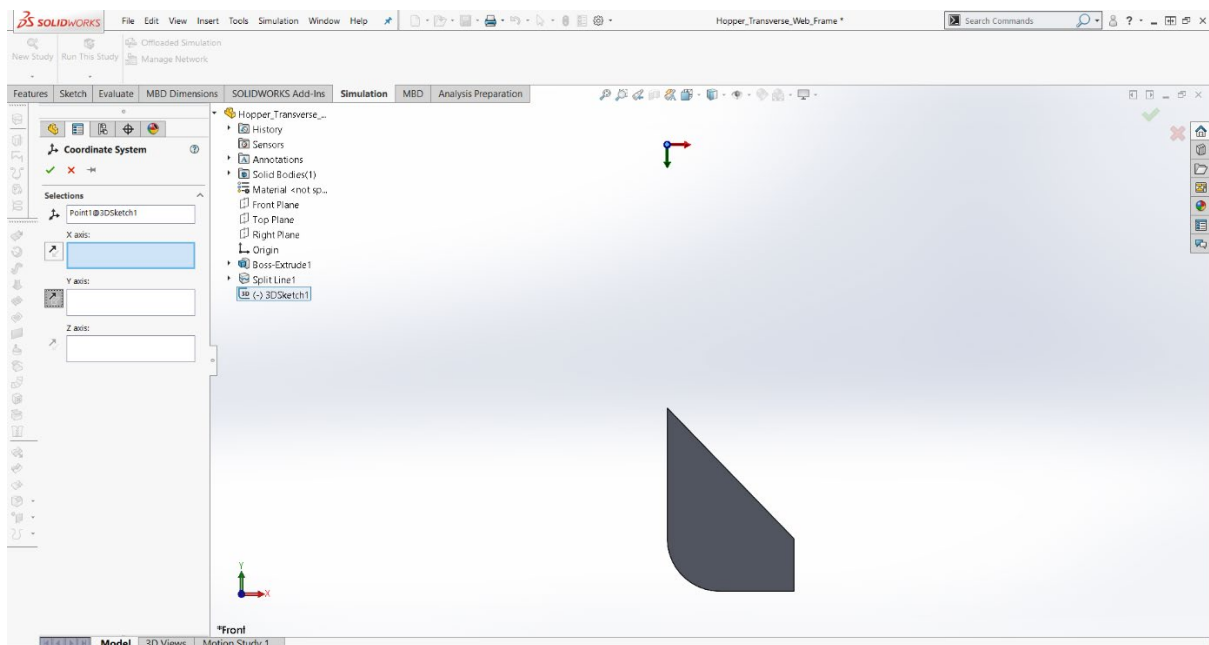 SOLIDWORKS File Edit View Insert Tools Simulation Window Help Hopper_Transverse_Web_Frame * Search Commands ?
New Study Run This Study Offloaded Simulation
Manage Network
Features Sketch Evaluate MBD Dimensions SOLIDWORKS Add-Ins Simulation MBD Analysis Preparation
Coordinate System
Selections
Point1@3DSketch1
X axis:
Y axis:
Z axis:
Hopper_Transverse_...
History
Sensors
Annotations
Solid Bodies(1)
Material <not sp...
Front Plane
Top Plane
Right Plane
Origin
Boss-Extrude1
Split Line1
(-) 3DSketch1
Y
X
*Front
Model 3D Views Motion Study 1